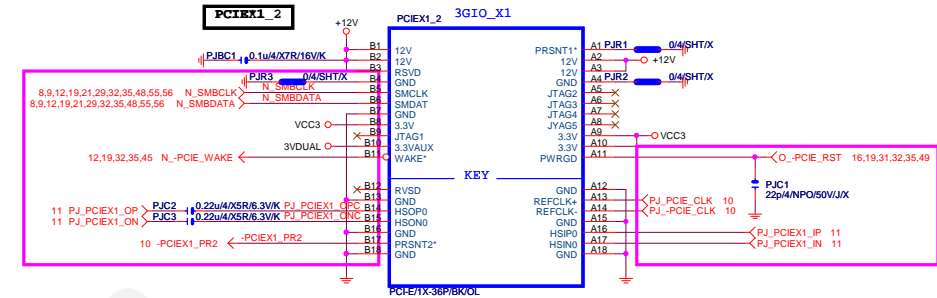 PCIEX1_2
3GIO_X1
PCIEX1_2
+12V
B1 12V PRSNT1* A1 PJR1 0/4/SHT/X
PJBC1 0.1u/4/X7R/16V/K B2 12V 12V A2 +12V
B3 RSVD 12V A3
PJR3 0/4/SHT/X B4 GND GND A4 PJR2 0/4/SHT/X
8,9,12,19,21,29,32,35,48,55,56 N_SMBCLK N_SMBCLK B5 SMCLK JTAG2 A5
8,9,12,19,21,29,32,35,48,55,56 N_SMBDATA N_SMBDATA B6 SMDAT JTAG3 A6
B7 GND JTAG4 A7
VCC3 B8 3.3V JYAG5 A8
B9 JTAG1 3.3V A9 VCC3
3VDUAL B10 3.3VAUX 3.3V A10
12,19,32,35,45 N_-PCIE_WAKE B11 WAKE* PWRGD A11 O_-PCIE_RST 16,19,31,32,35,49
KEY
PJC1
22p/4/NPO/50V/J/X
B12 RVSD GND A12
B13 GND REFCLK+ A13 PJ_PCIE_CLK 10
11 PJ_PCIEX1_OP PJC2 0.22u/4/X5R/6.3V/K PJ_PCIEX1_OPC B14 HSOP0 REFCLK- A14 PJ_-PCIE_CLK 10
11 PJ_PCIEX1_ON PJC3 0.22u/4/X5R/6.3V/K PJ_PCIEX1_ONC B15 HSON0 GND A15
B16 GND HSIP0 A16 PJ_PCIEX1_IP 11
10 -PCIEX1_PR2 -PCIEX1_PR2 B17 PRSNT2* HSIN0 A17 PJ_PCIEX1_IN 11
B18 GND GND A18
PCI-E/1X-36P/BK/OL